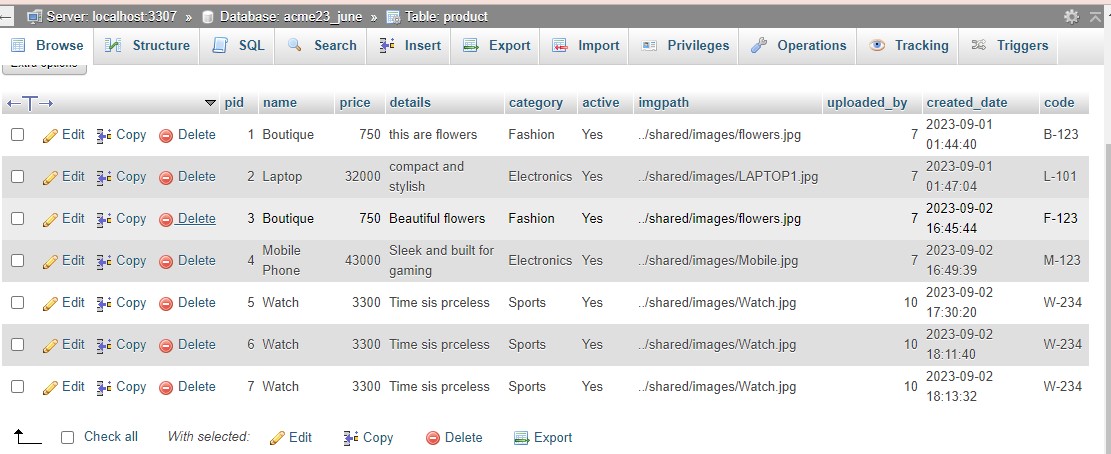 Server: localhost:3307 » Database: acme23_june » Table: product
Browse Structure SQL Search Insert Export Import Privileges Operations Tracking Triggers
Extra options
pid name price details category active imgpath uploaded_by created_date code
Edit Copy Delete 1 Boutique 750 this are flowers Fashion Yes ../shared/images/flowers.jpg 7 2023-09-01 01:44:40 B-123
Edit Copy Delete 2 Laptop 32000 compact and stylish Electronics Yes ../shared/images/LAPTOP1.jpg 7 2023-09-01 01:47:04 L-101
Edit Copy Delete 3 Boutique 750 Beautiful flowers Fashion Yes ../shared/images/flowers.jpg 7 2023-09-02 16:45:44 F-123
Edit Copy Delete 4 Mobile Phone 43000 Sleek and built for gaming Electronics Yes ../shared/images/Mobile.jpg 7 2023-09-02 16:49:39 M-123
Edit Copy Delete 5 Watch 3300 Time sis prceless Sports Yes ../shared/images/Watch.jpg 10 2023-09-02 17:30:20 W-234
Edit Copy Delete 6 Watch 3300 Time sis prceless Sports Yes ../shared/images/Watch.jpg 10 2023-09-02 18:11:40 W-234
Edit Copy Delete 7 Watch 3300 Time sis prceless Sports Yes ../shared/images/Watch.jpg 10 2023-09-02 18:13:32 W-234
Check all With selected: Edit Copy Delete Export